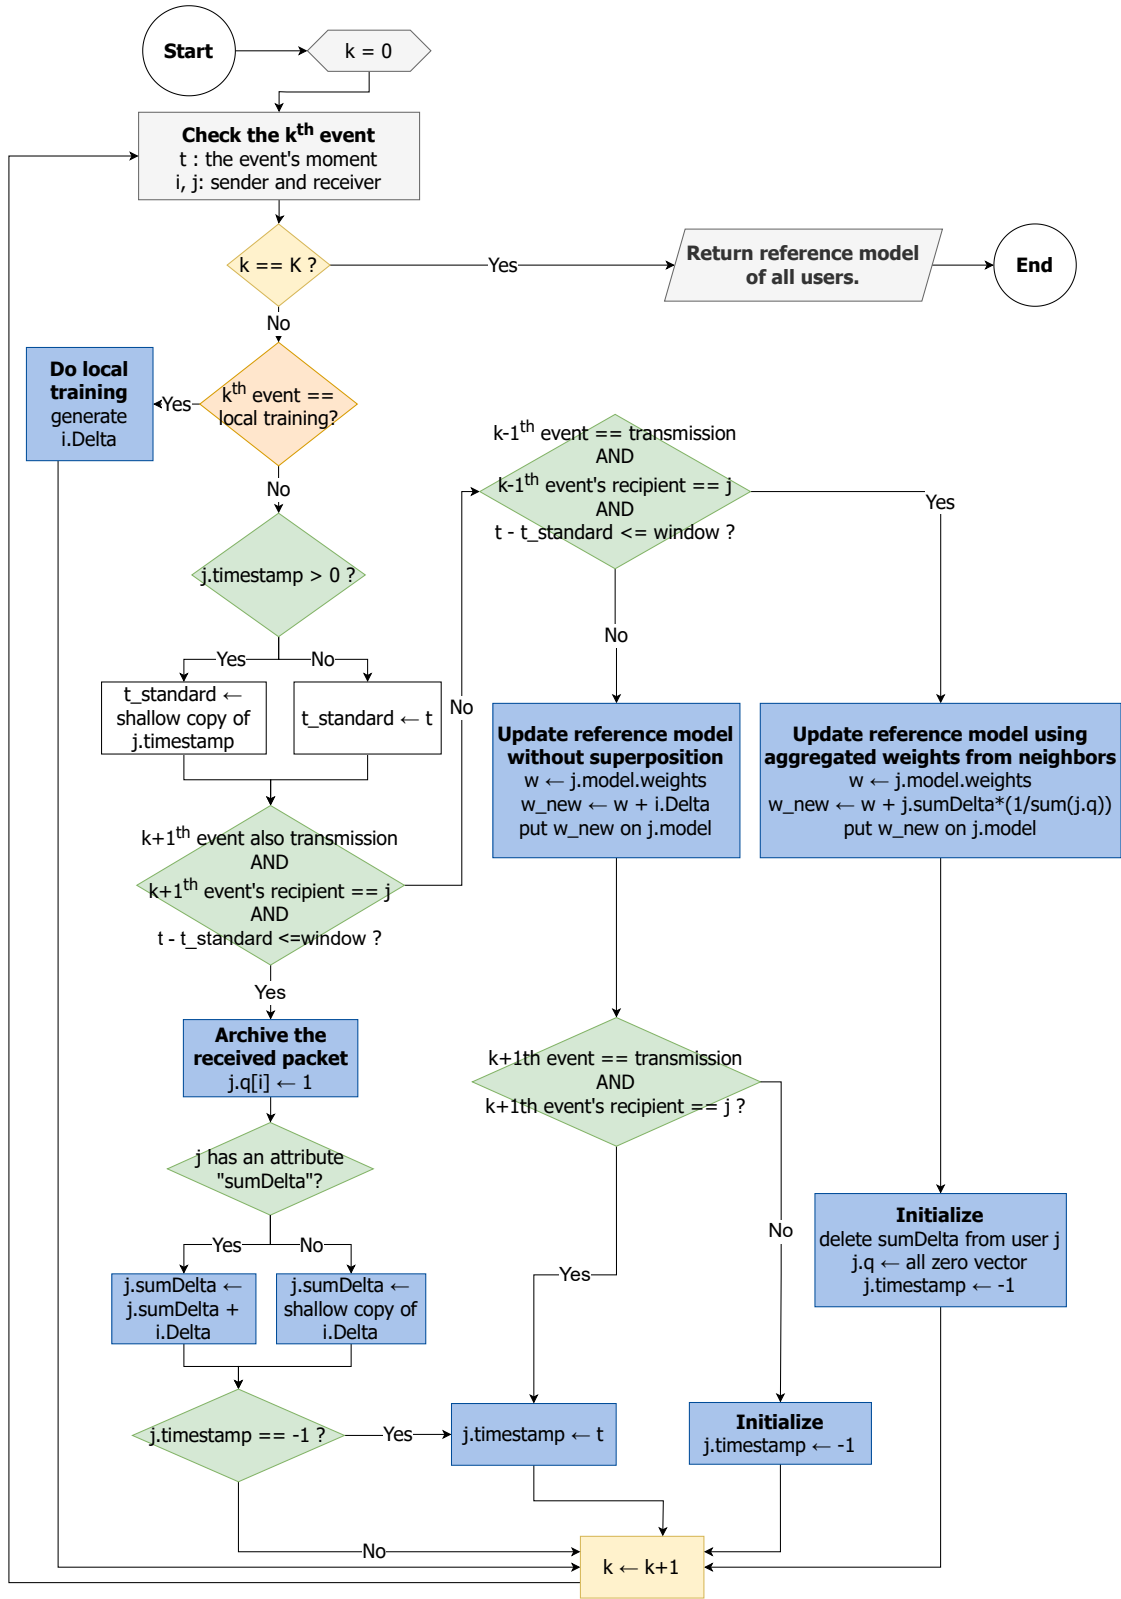 Start
k = 0
Check the kth event
t : the event's moment
i, j: sender and receiver
k == K ?
Yes
Return reference model
of all users.
End
No
Do local
training
generate
i.Delta
Yes
kth event ==
local training?
No
k-1th event == transmission
AND
k-1th event's recipient == j
AND
t - t_standard <= window ?
Yes
j.timestamp > 0 ?
No
Yes
No
t_standard ←
shallow copy of
j.timestamp
t_standard ← t
No
Update reference model
without superposition
w ← j.model.weights
w_new ← w + i.Delta
put w_new on j.model
Update reference model using
aggregated weights from neighbors
w ← j.model.weights
w_new ← w + j.sumDelta*(1/sum(j.q))
put w_new on j.model
k+1th event also transmission
AND
k+1th event's recipient == j
AND
t - t_standard <=window ?
Yes
Archive the
received packet
j.q[i] ← 1
k+1th event == transmission
AND
k+1th event's recipient == j ?
j has an attribute
"sumDelta"?
Yes
No
No
Yes
Initialize
delete sumDelta from user j
j.q ← all zero vector
j.timestamp ← -1
j.sumDelta ←
j.sumDelta +
i.Delta
j.sumDelta ←
shallow copy of
i.Delta
j.timestamp == -1 ?
Yes
j.timestamp ← t
Initialize
j.timestamp ← -1
No
k ← k+1